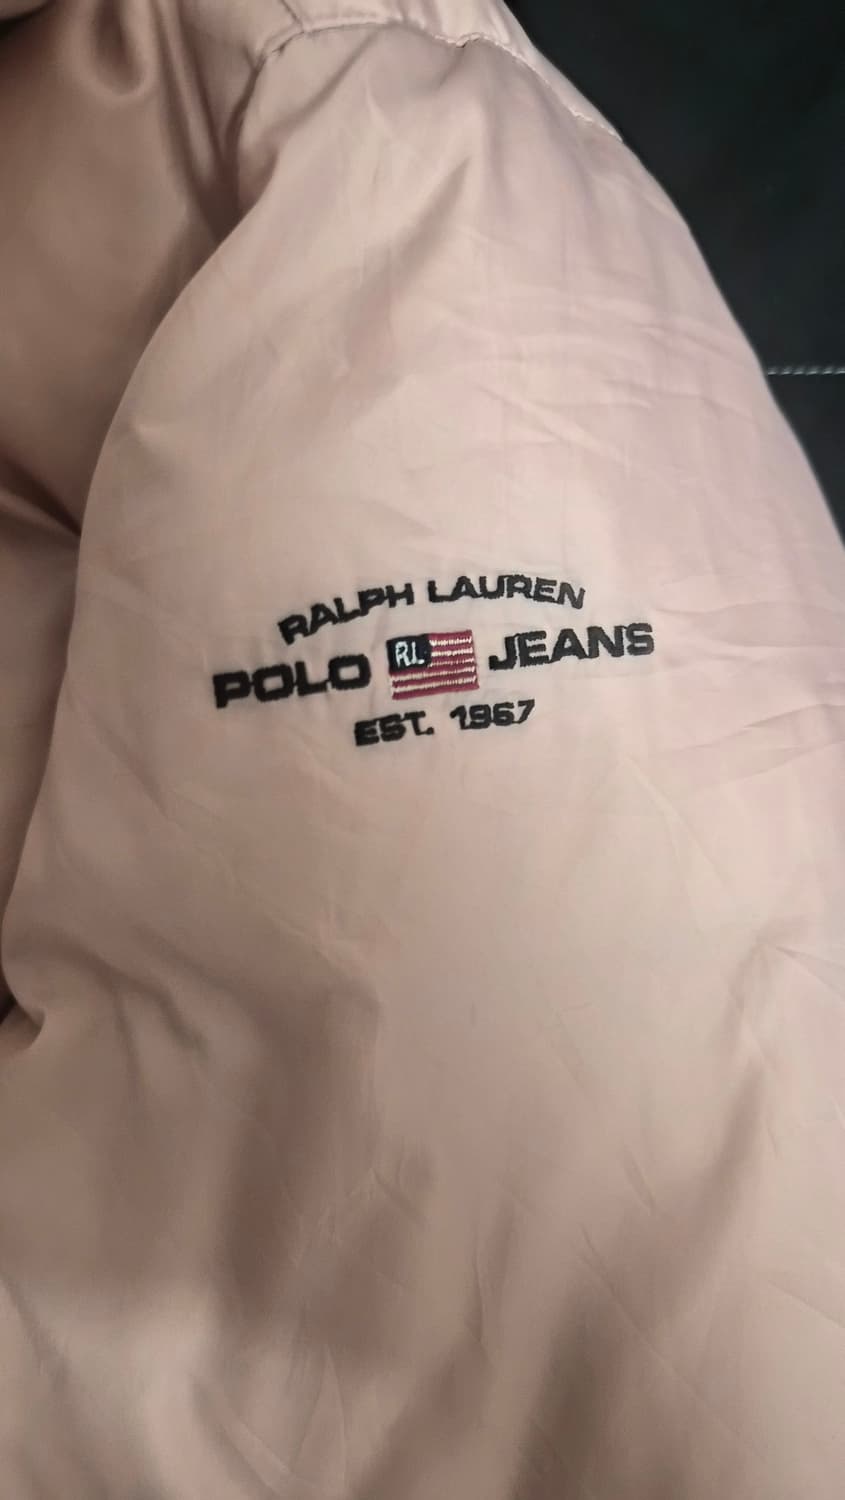 RALPH LAUREN
POLO RL JEANS
EST. 1967